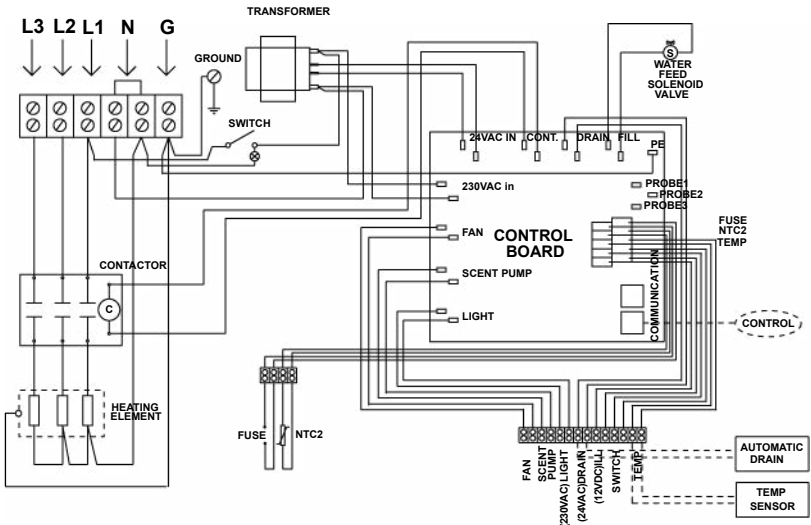 TRANSFORMER
L3 L2 L1 N G
GROUND
SWITCH
S
WATER
FEED
SOLENOID
VALVE
24VAC IN CONT. DRAIN FILL
PE
230VAC in
PROBE1
PROBE2
PROBE3
FAN
CONTROL
BOARD
FUSE
NTC2
TEMP
SCENT PUMP
CONTACTOR
C
COMMUNICATION
LIGHT
CONTROL
HEATING
ELEMENT
FUSE
NTC2
FAN
SCENT
PUMP
(230VAC) LIGHT
(24VAC)DRAIN
(12VDC)ILL
SWITCH
TEMP
AUTOMATIC
DRAIN
TEMP
SENSOR